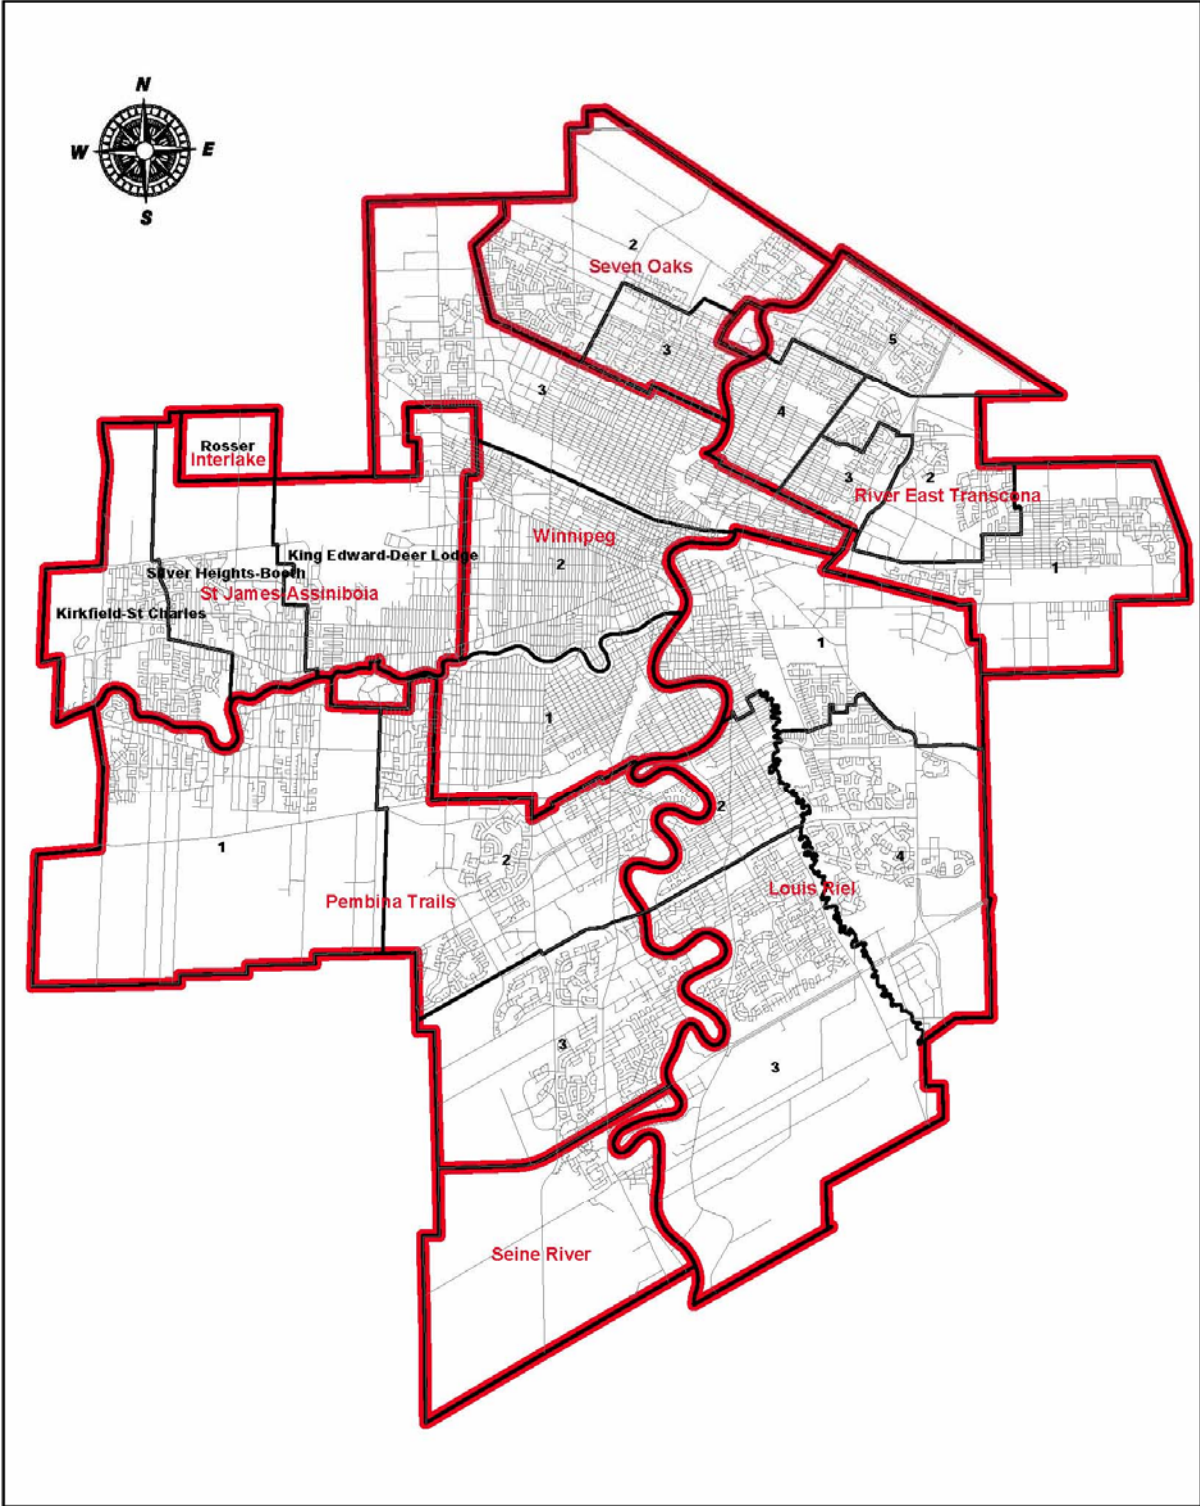 N
W E
S
2
Seven Oaks
5
3
3
4
Rosser
Interlake
3
2
River East Transcona
Winnipeg
King Edward-Deer Lodge
2
1
Silver Heights-Booth
St James-Assiniboia
Kirkfield-St Charles
1
1
2
1
2
4
Louis Riel
Pembina Trails
3
3
Seine River